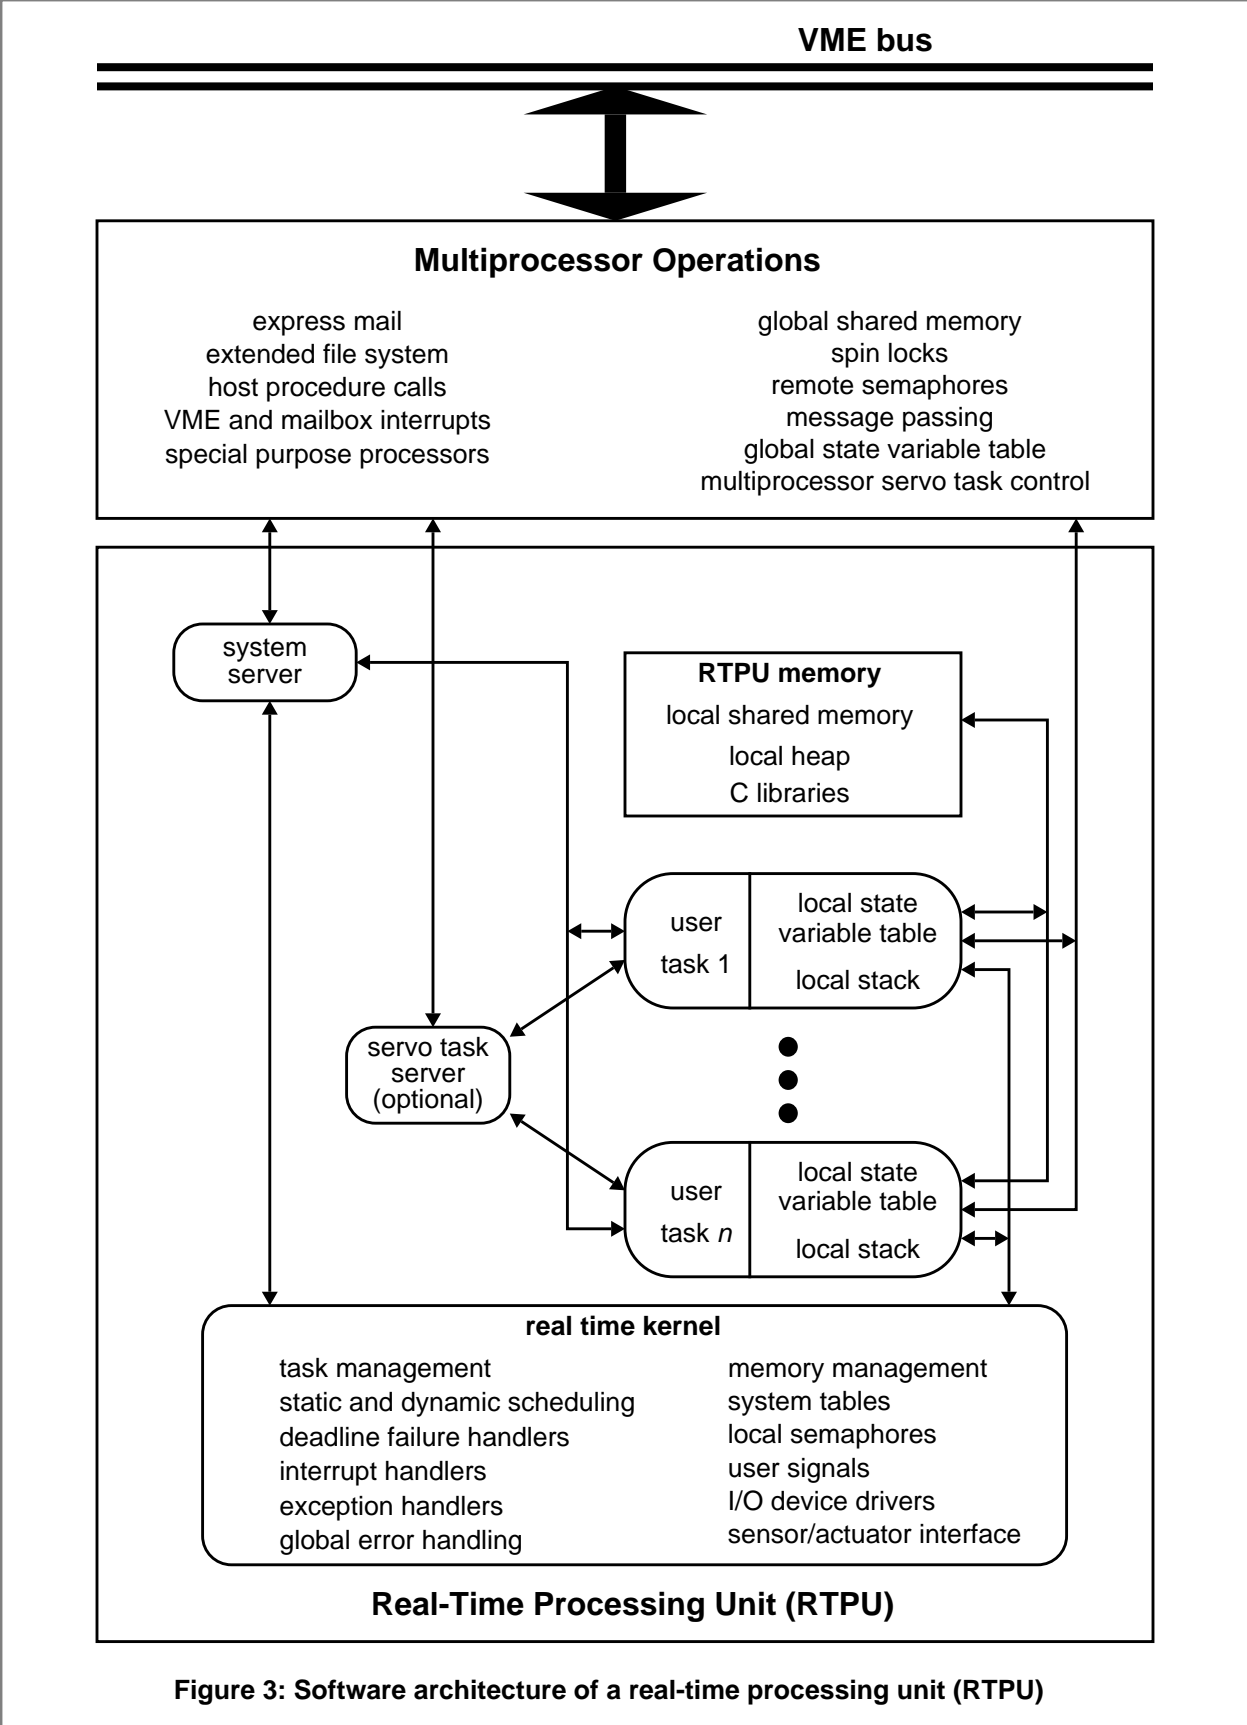 VME bus
Multiprocessor Operations
express mail
extended file system
host procedure calls
VME and mailbox interrupts
special purpose processors
global shared memory
spin locks
remote semaphores
message passing
global state variable table
multiprocessor servo task control
system
server
RTPU memory
local shared memory
local heap
C libraries
user
task 1
local state
variable table
local stack
servo task
server
(optional)
user
task n
local state
variable table
local stack
real time kernel
task management
static and dynamic scheduling
deadline failure handlers
interrupt handlers
exception handlers
global error handling
memory management
system tables
local semaphores
user signals
I/O device drivers
sensor/actuator interface
Real-Time Processing Unit (RTPU)
Figure 3: Software architecture of a real-time processing unit (RTPU)